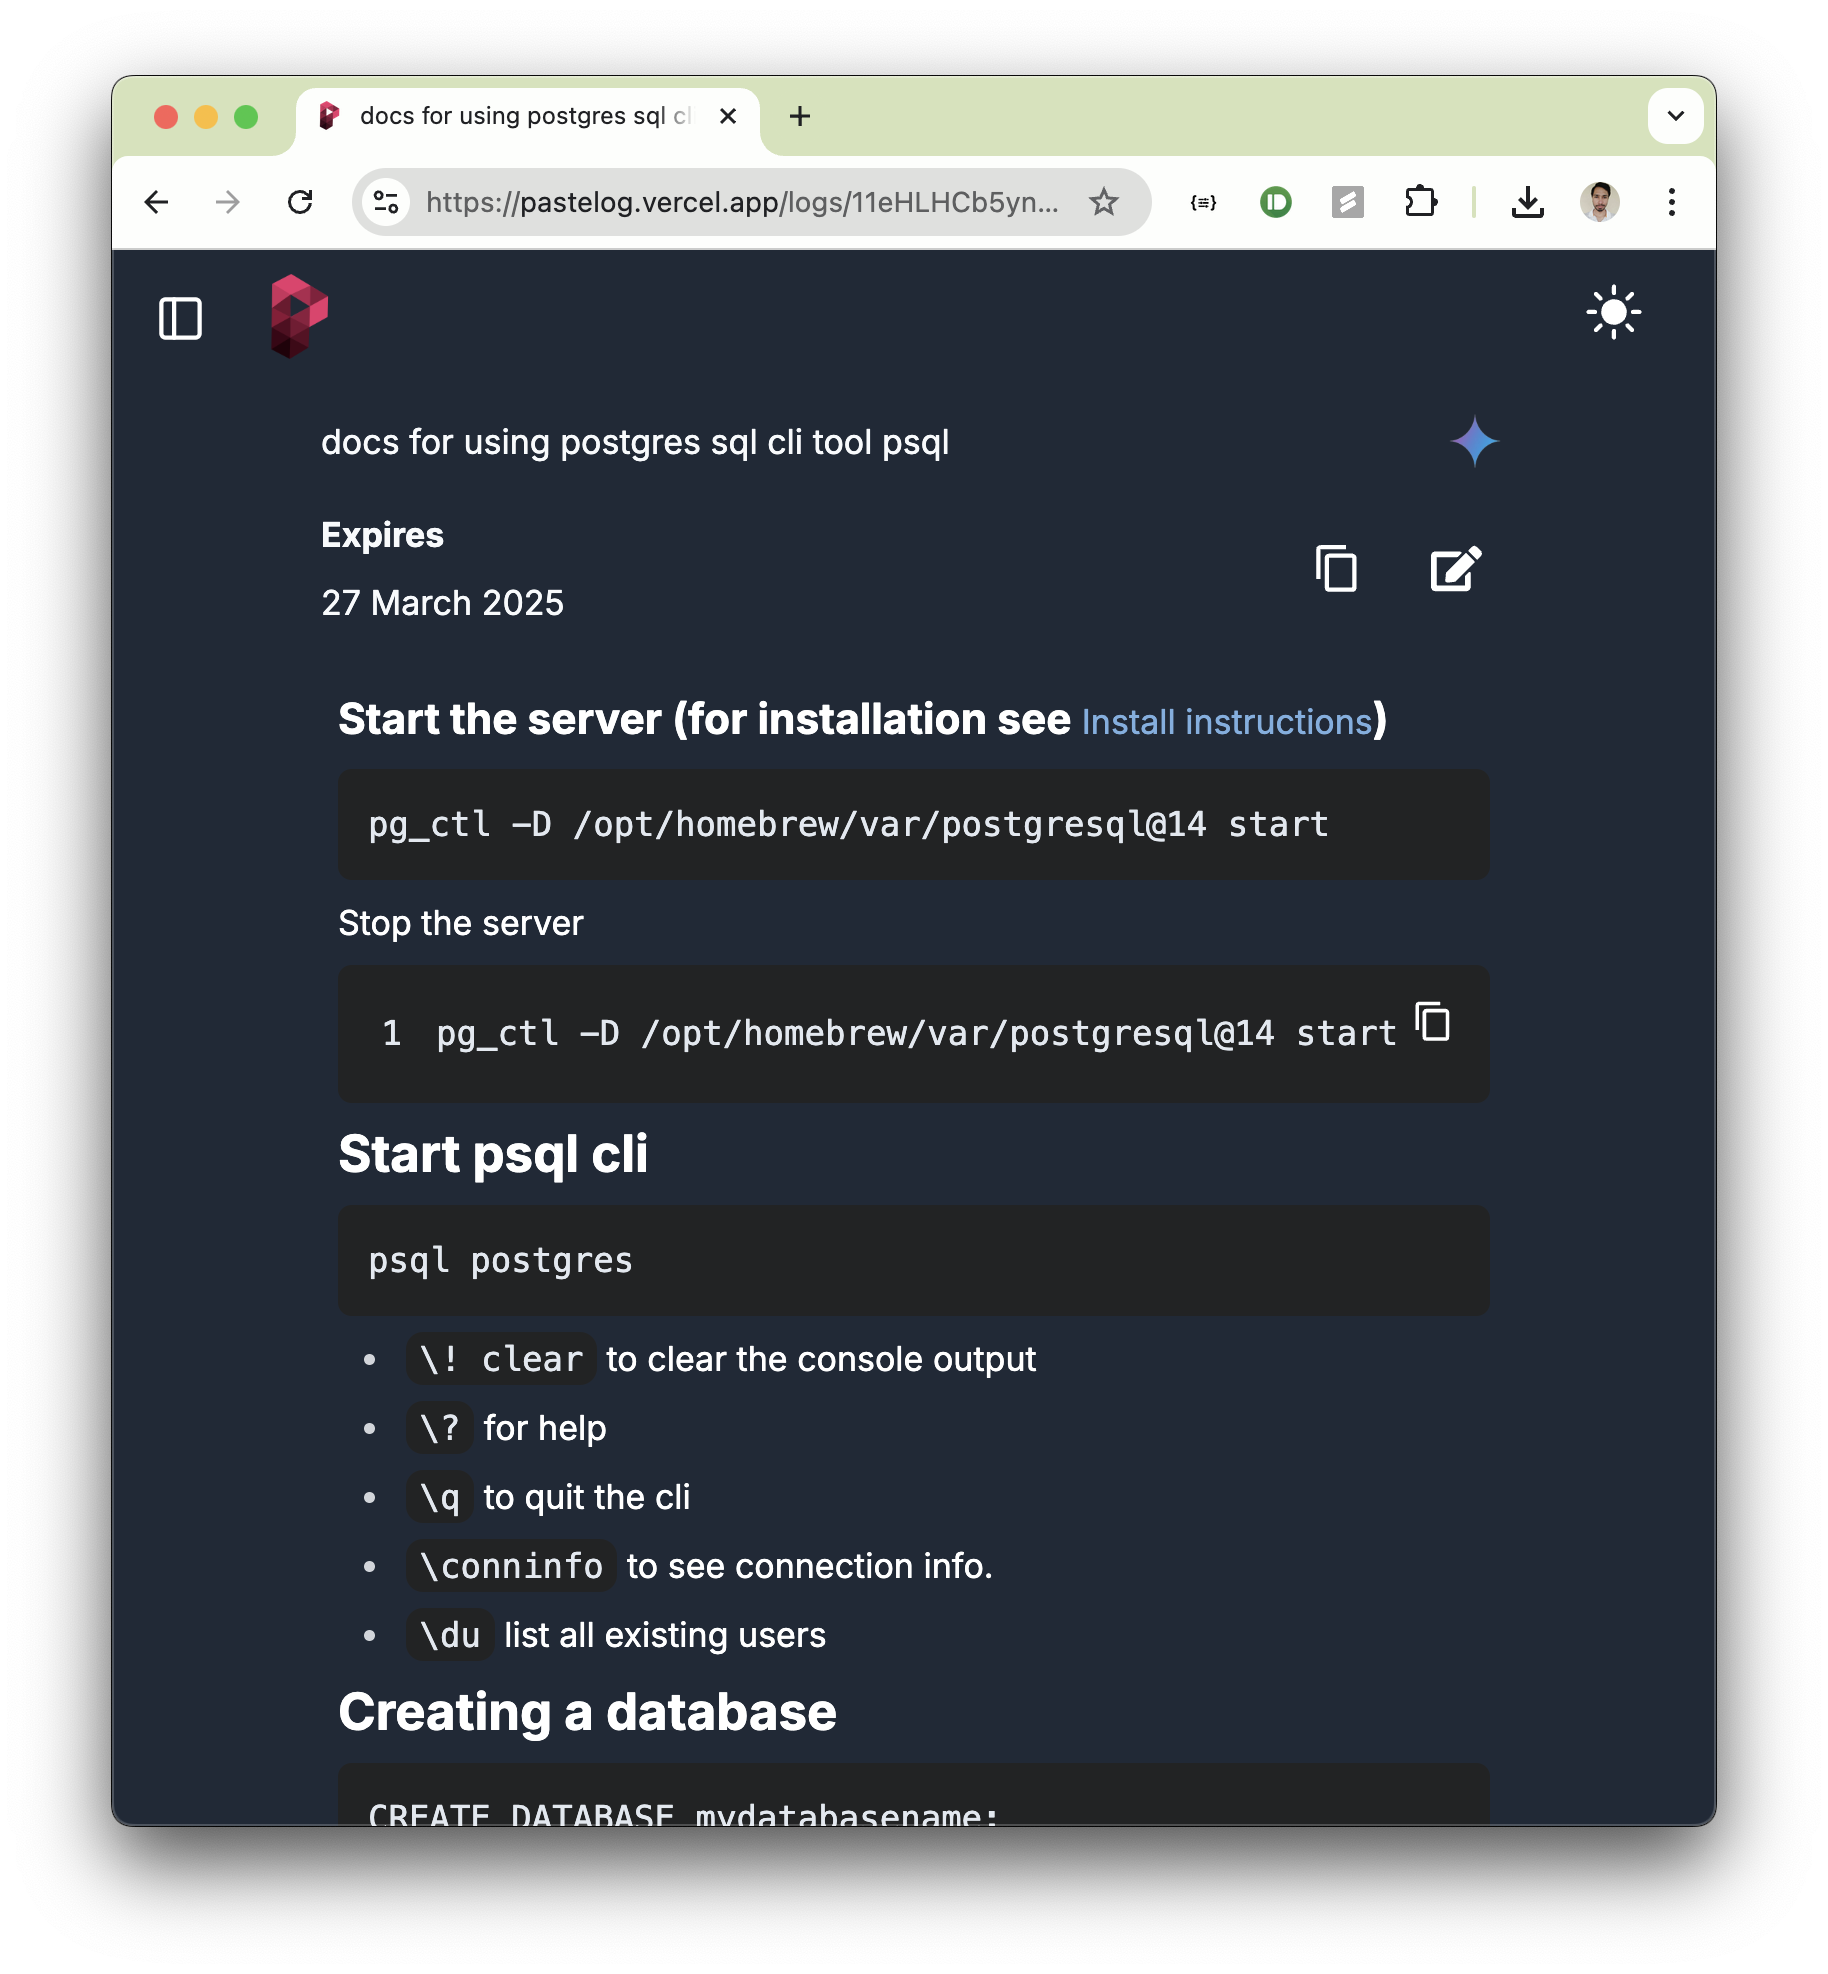 docs for using postgres sql cl
https://pastelog.vercel.app/logs/11eHLHCb5yn...
docs for using postgres sql cli tool psql
Expires
27 March 2025
Start the server (for installation see Install instructions)
pg_ctl -D /opt/homebrew/var/postgresql@14 start
Stop the server
1 pg_ctl -D /opt/homebrew/var/postgresql@14 start
Start psql cli
psql postgres
• \! clear to clear the console output
• \? for help
• \q to quit the cli
• \conninfo to see connection info.
• \du list all existing users
Creating a database
CREATE DATABASE mydatabasename;